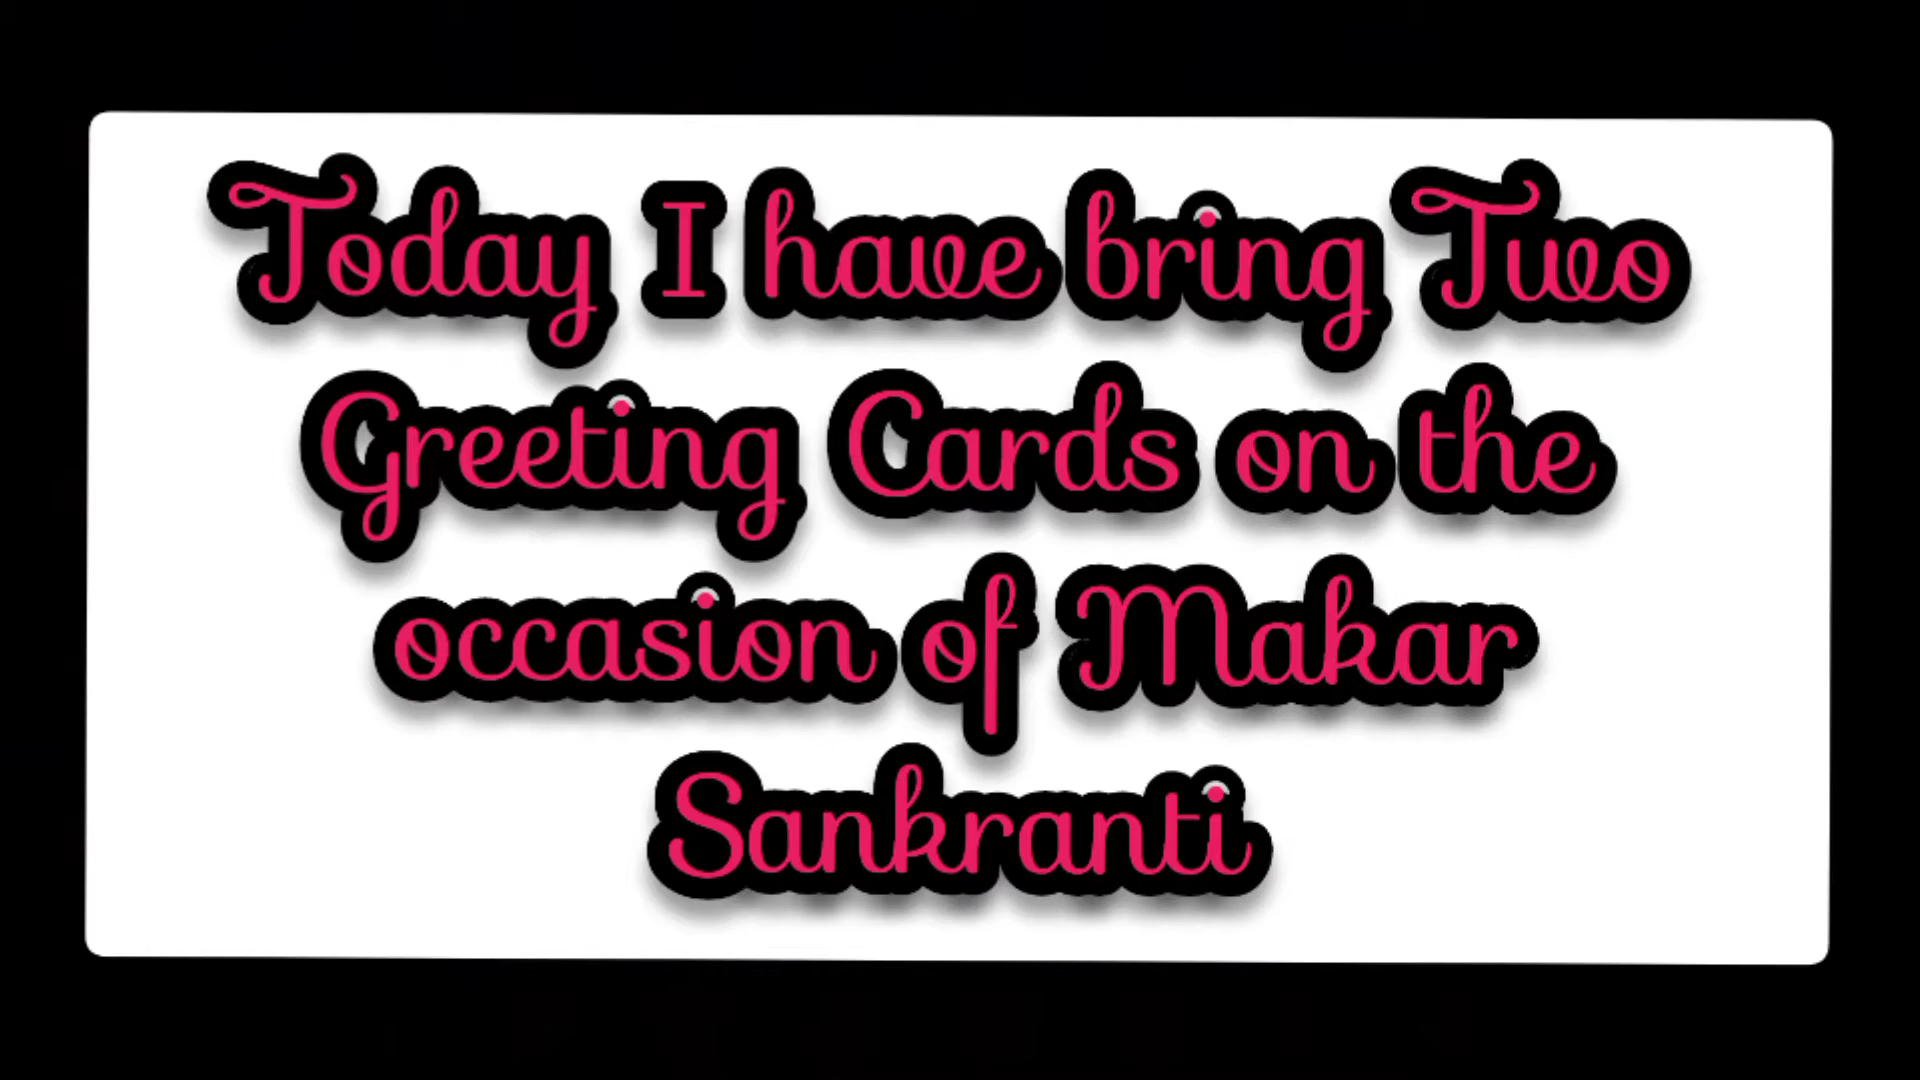 Today I have bring Two
Greeting Cards on the
occasion of Makar
Sankranti